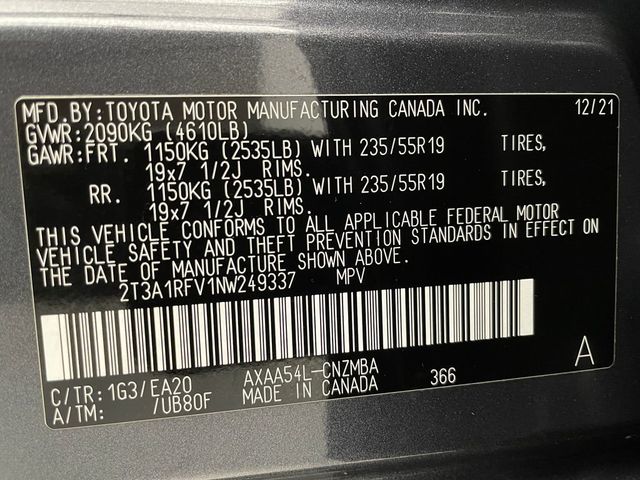 MFD.BY:TOYOTA MOTOR MANUFACTURING CANADA INC. 12/21
GVWR:2090KG (4610LB)
GAWR:FRT. 1150KG (2535LB) WITH 235/55R19 TIRES,
19x7 1/2J RIMS.
RR. 1150KG (2535LB) WITH 235/55R19 TIRES,
19x7 1/2J RIMS.
THIS VEHICLE CONFORMS TO ALL APPLICABLE FEDERAL MOTOR
VEHICLE SAFETY AND THEFT PREVENTION STANDARDS IN EFFECT ON
THE DATE OF MANUFACTURE SHOWN ABOVE.
2T3A1RFV1NW249337 MPV
A
C/TR: 1G3/EA20 AXAA54L-CNZMBA 366
A/TM: /UB80F MADE IN CANADA